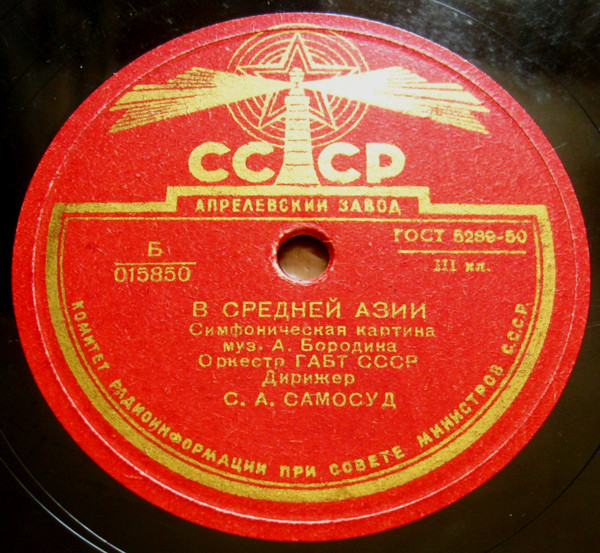 СССР
АПРЕЛЕВСКИЙ ЗАВОД
Б
015850
ГОСТ 5289-50
III кл.
В СРЕДНЕЙ АЗИИ
Симфоническая картина
муз. А. Бородина
Оркестр ГАБТ СССР
Дирижер
С. А. САМОСУД
КОМИТЕТ РАДИОИНФОРМАЦИИ ПРИ СОВЕТЕ МИНИСТРОВ СССР